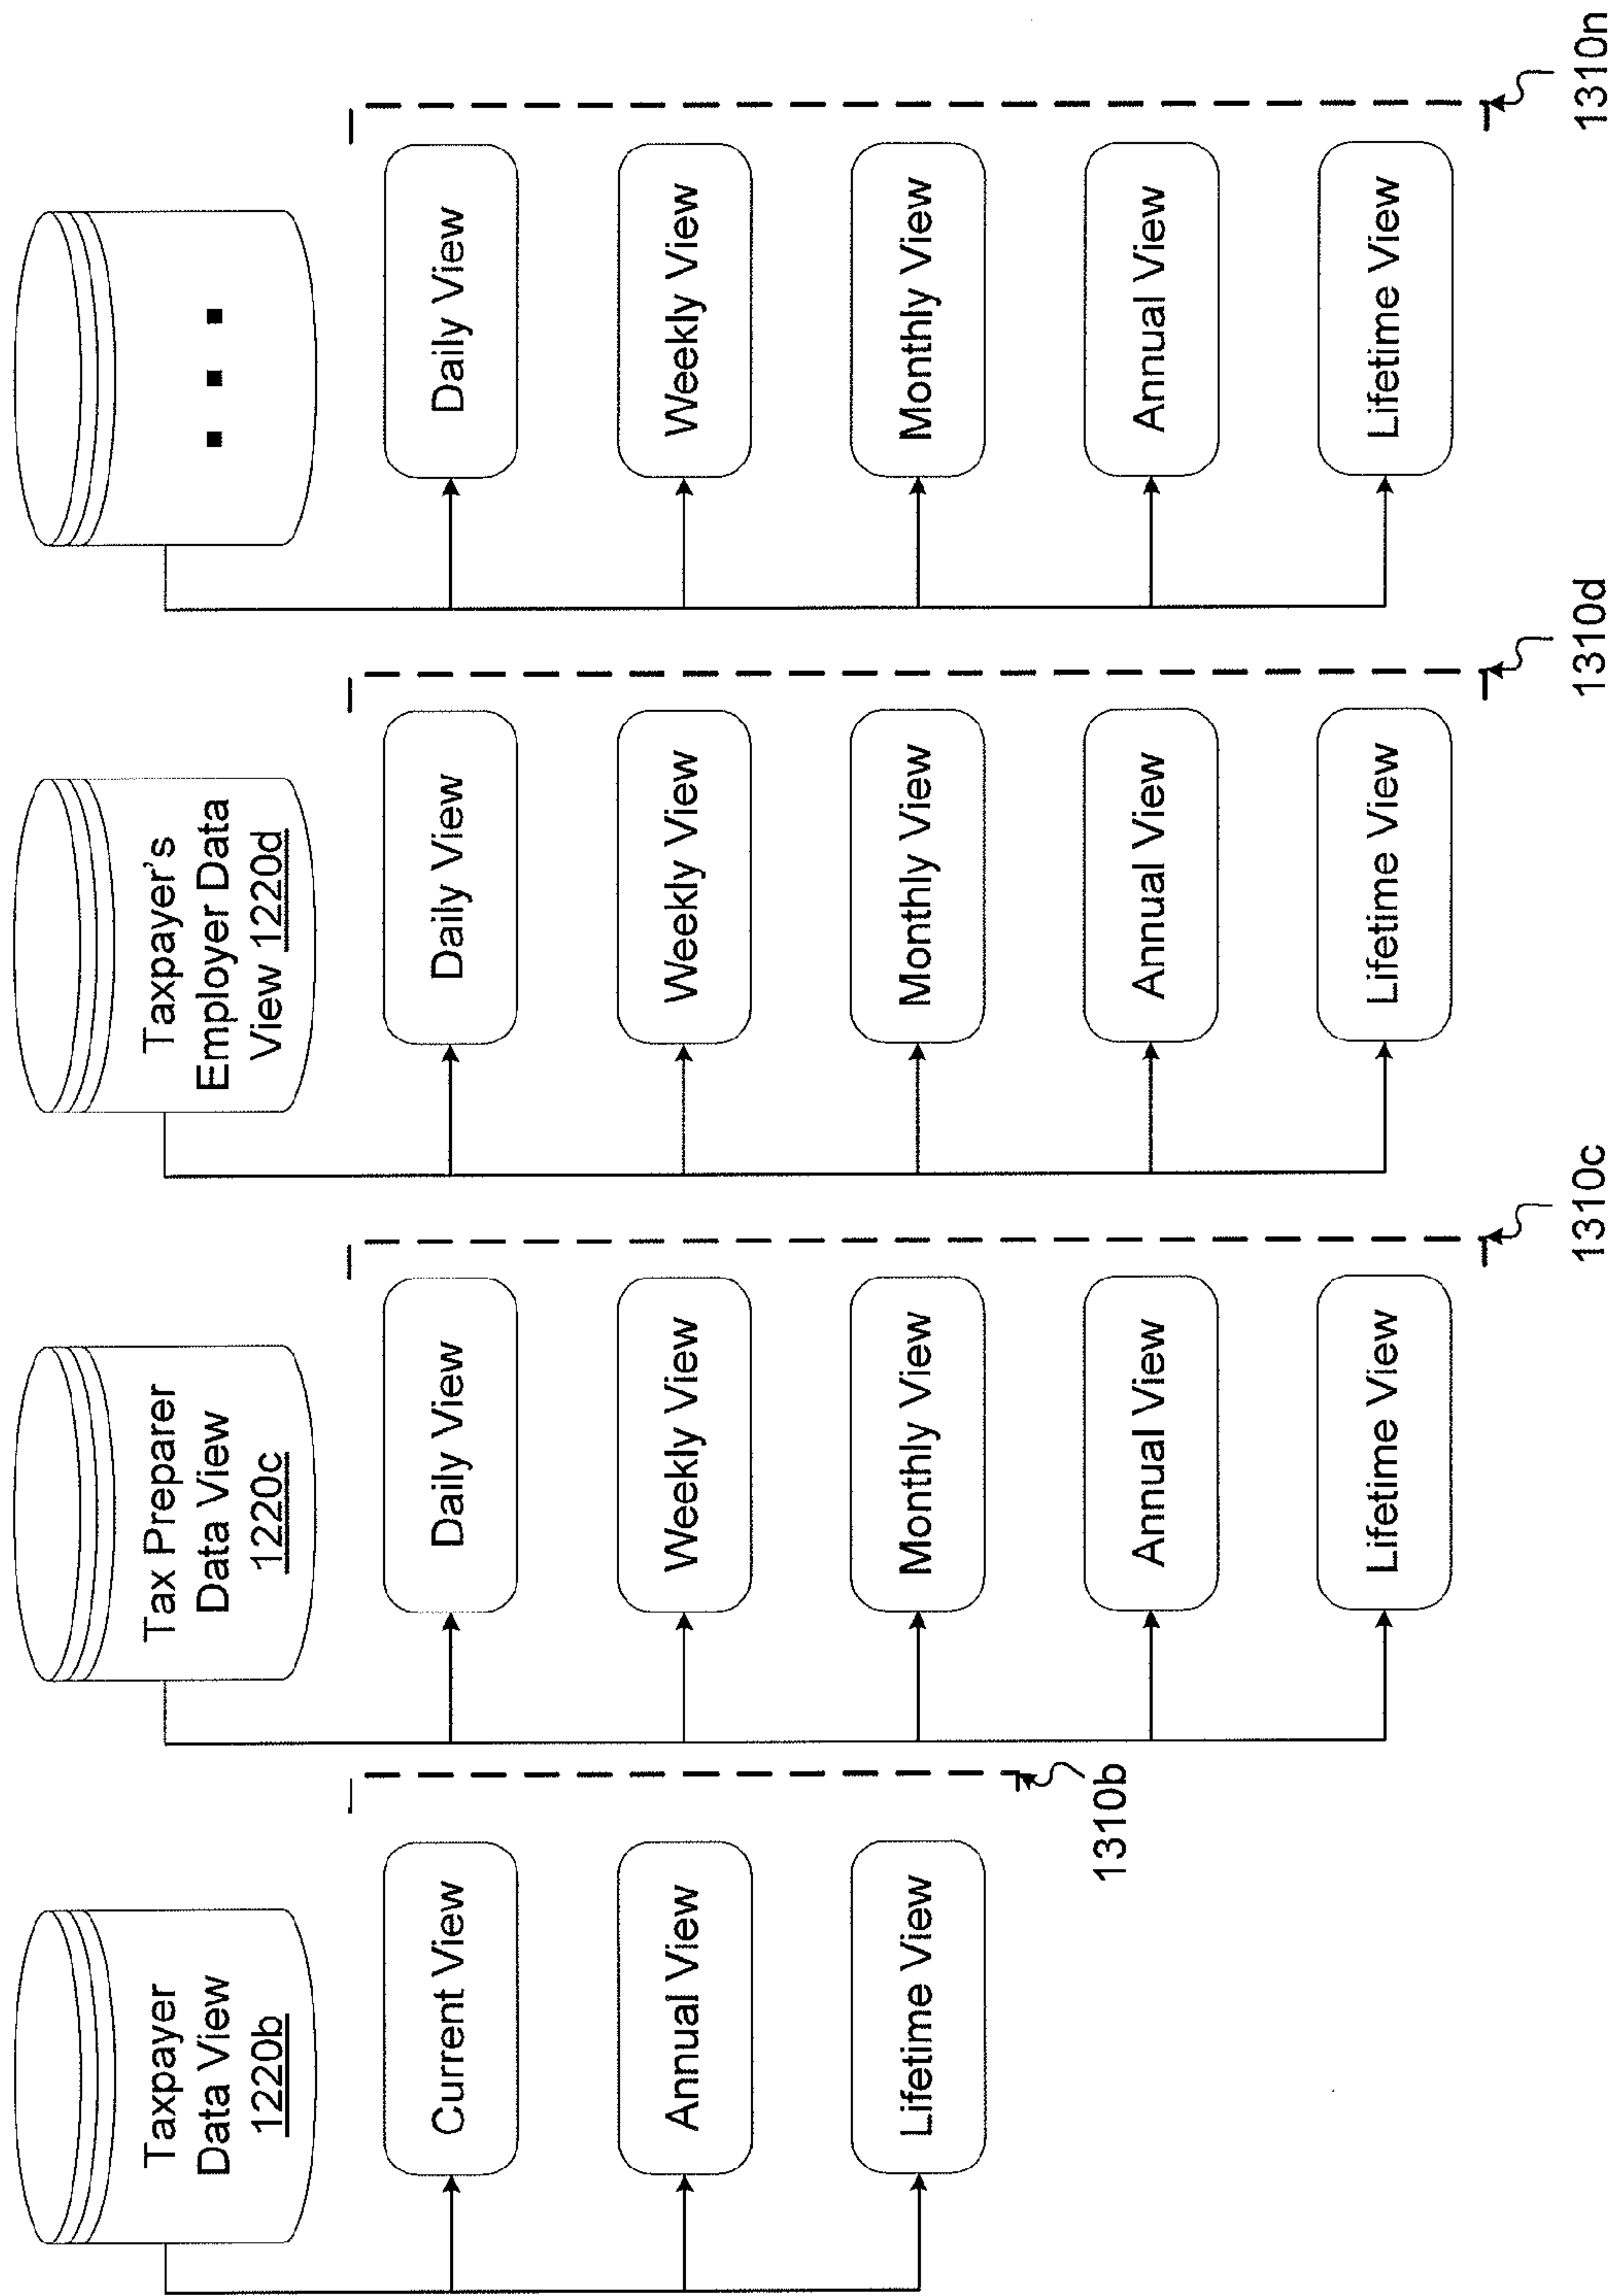 Taxpayer
Data View
1220b
Current View
Annual View
Lifetime View
1310b
Tax Preparer
Data View
1220c
Daily View
Weekly View
Monthly View
Annual View
Lifetime View
1310c
Taxpayer's
Employer Data
View 1220d
Daily View
Weekly View
Monthly View
Annual View
Lifetime View
1310d
Daily View
Weekly View
Monthly View
Annual View
Lifetime View
1310n